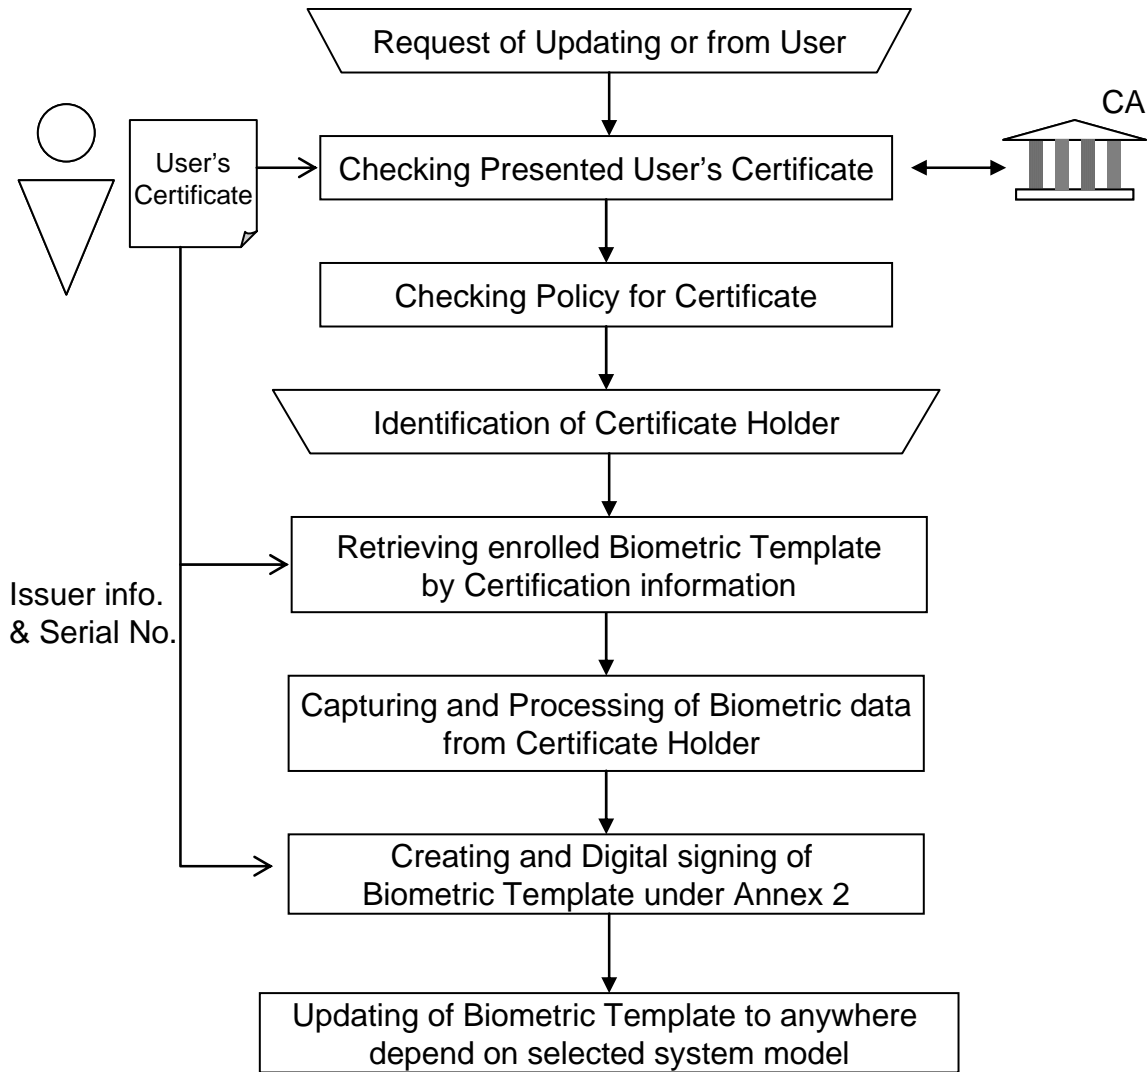 Request of Updating or from User
CA
User's
Certificate
Checking Presented User's Certificate
Checking Policy for Certificate
Identification of Certificate Holder
Retrieving enrolled Biometric Template
by Certification information
Issuer info.
& Serial No.
Capturing and Processing of Biometric data
from Certificate Holder
Creating and Digital signing of
Biometric Template under Annex 2
Updating of Biometric Template to anywhere
depend on selected system model